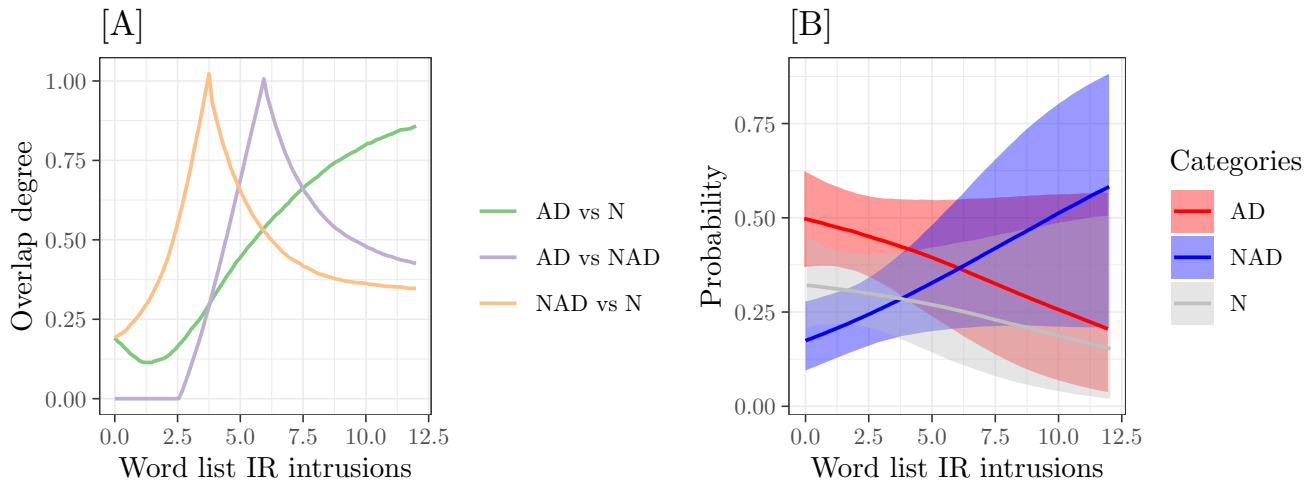 [A]
Overlap degree
1.00
0.75
0.50
0.25
0.00
0.0 2.5 5.0 7.5 10.0 12.5
Word list IR intrusions
AD vs N
AD vs NAD
NAD vs N
[B]
Probability
0.75
0.50
0.25
0.00
0.0 2.5 5.0 7.5 10.0 12.5
Word list IR intrusions
Categories
AD
NAD
N